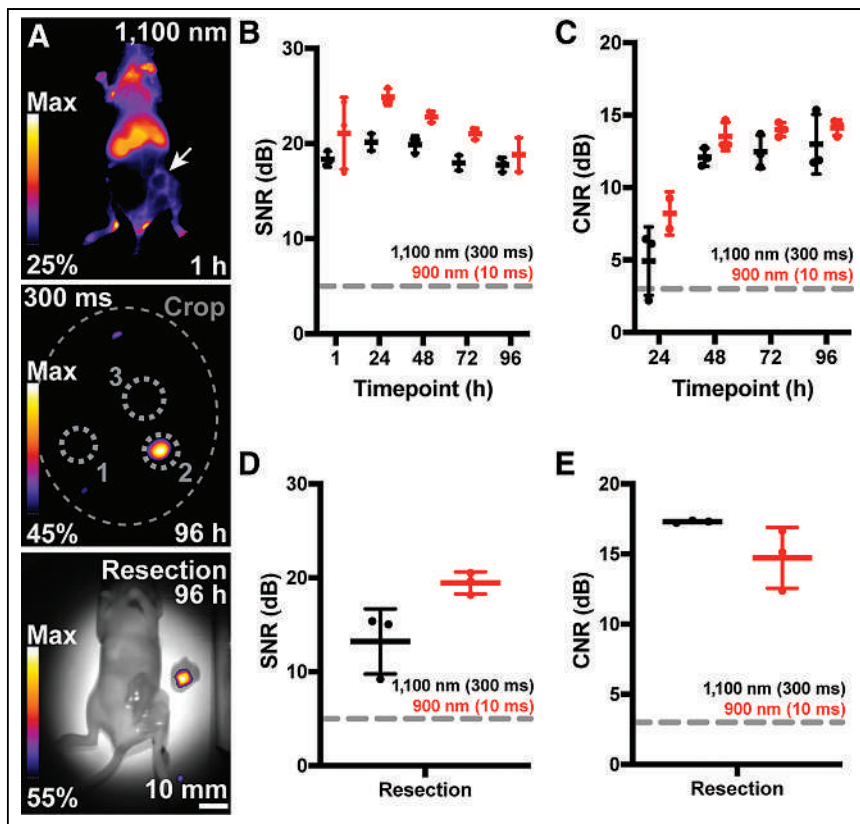 A
1,100 nm
Max
25%
1 h
300 ms
Crop
Max
3
1
2
45%
96 h
Resection
96 h
Max
55%
10 mm
B
30
20
10
0
SNR (dB)
1,100 nm (300 ms)
900 nm (10 ms)
1 24 48 72 96
Timepoint (h)
C
20
15
10
5
0
CNR (dB)
1,100 nm (300 ms)
900 nm (10 ms)
24 48 72 96
Timepoint (h)
D
30
20
10
0
SNR (dB)
1,100 nm (300 ms)
900 nm (10 ms)
Resection
E
20
15
10
5
0
CNR (dB)
1,100 nm (300 ms)
900 nm (10 ms)
Resection